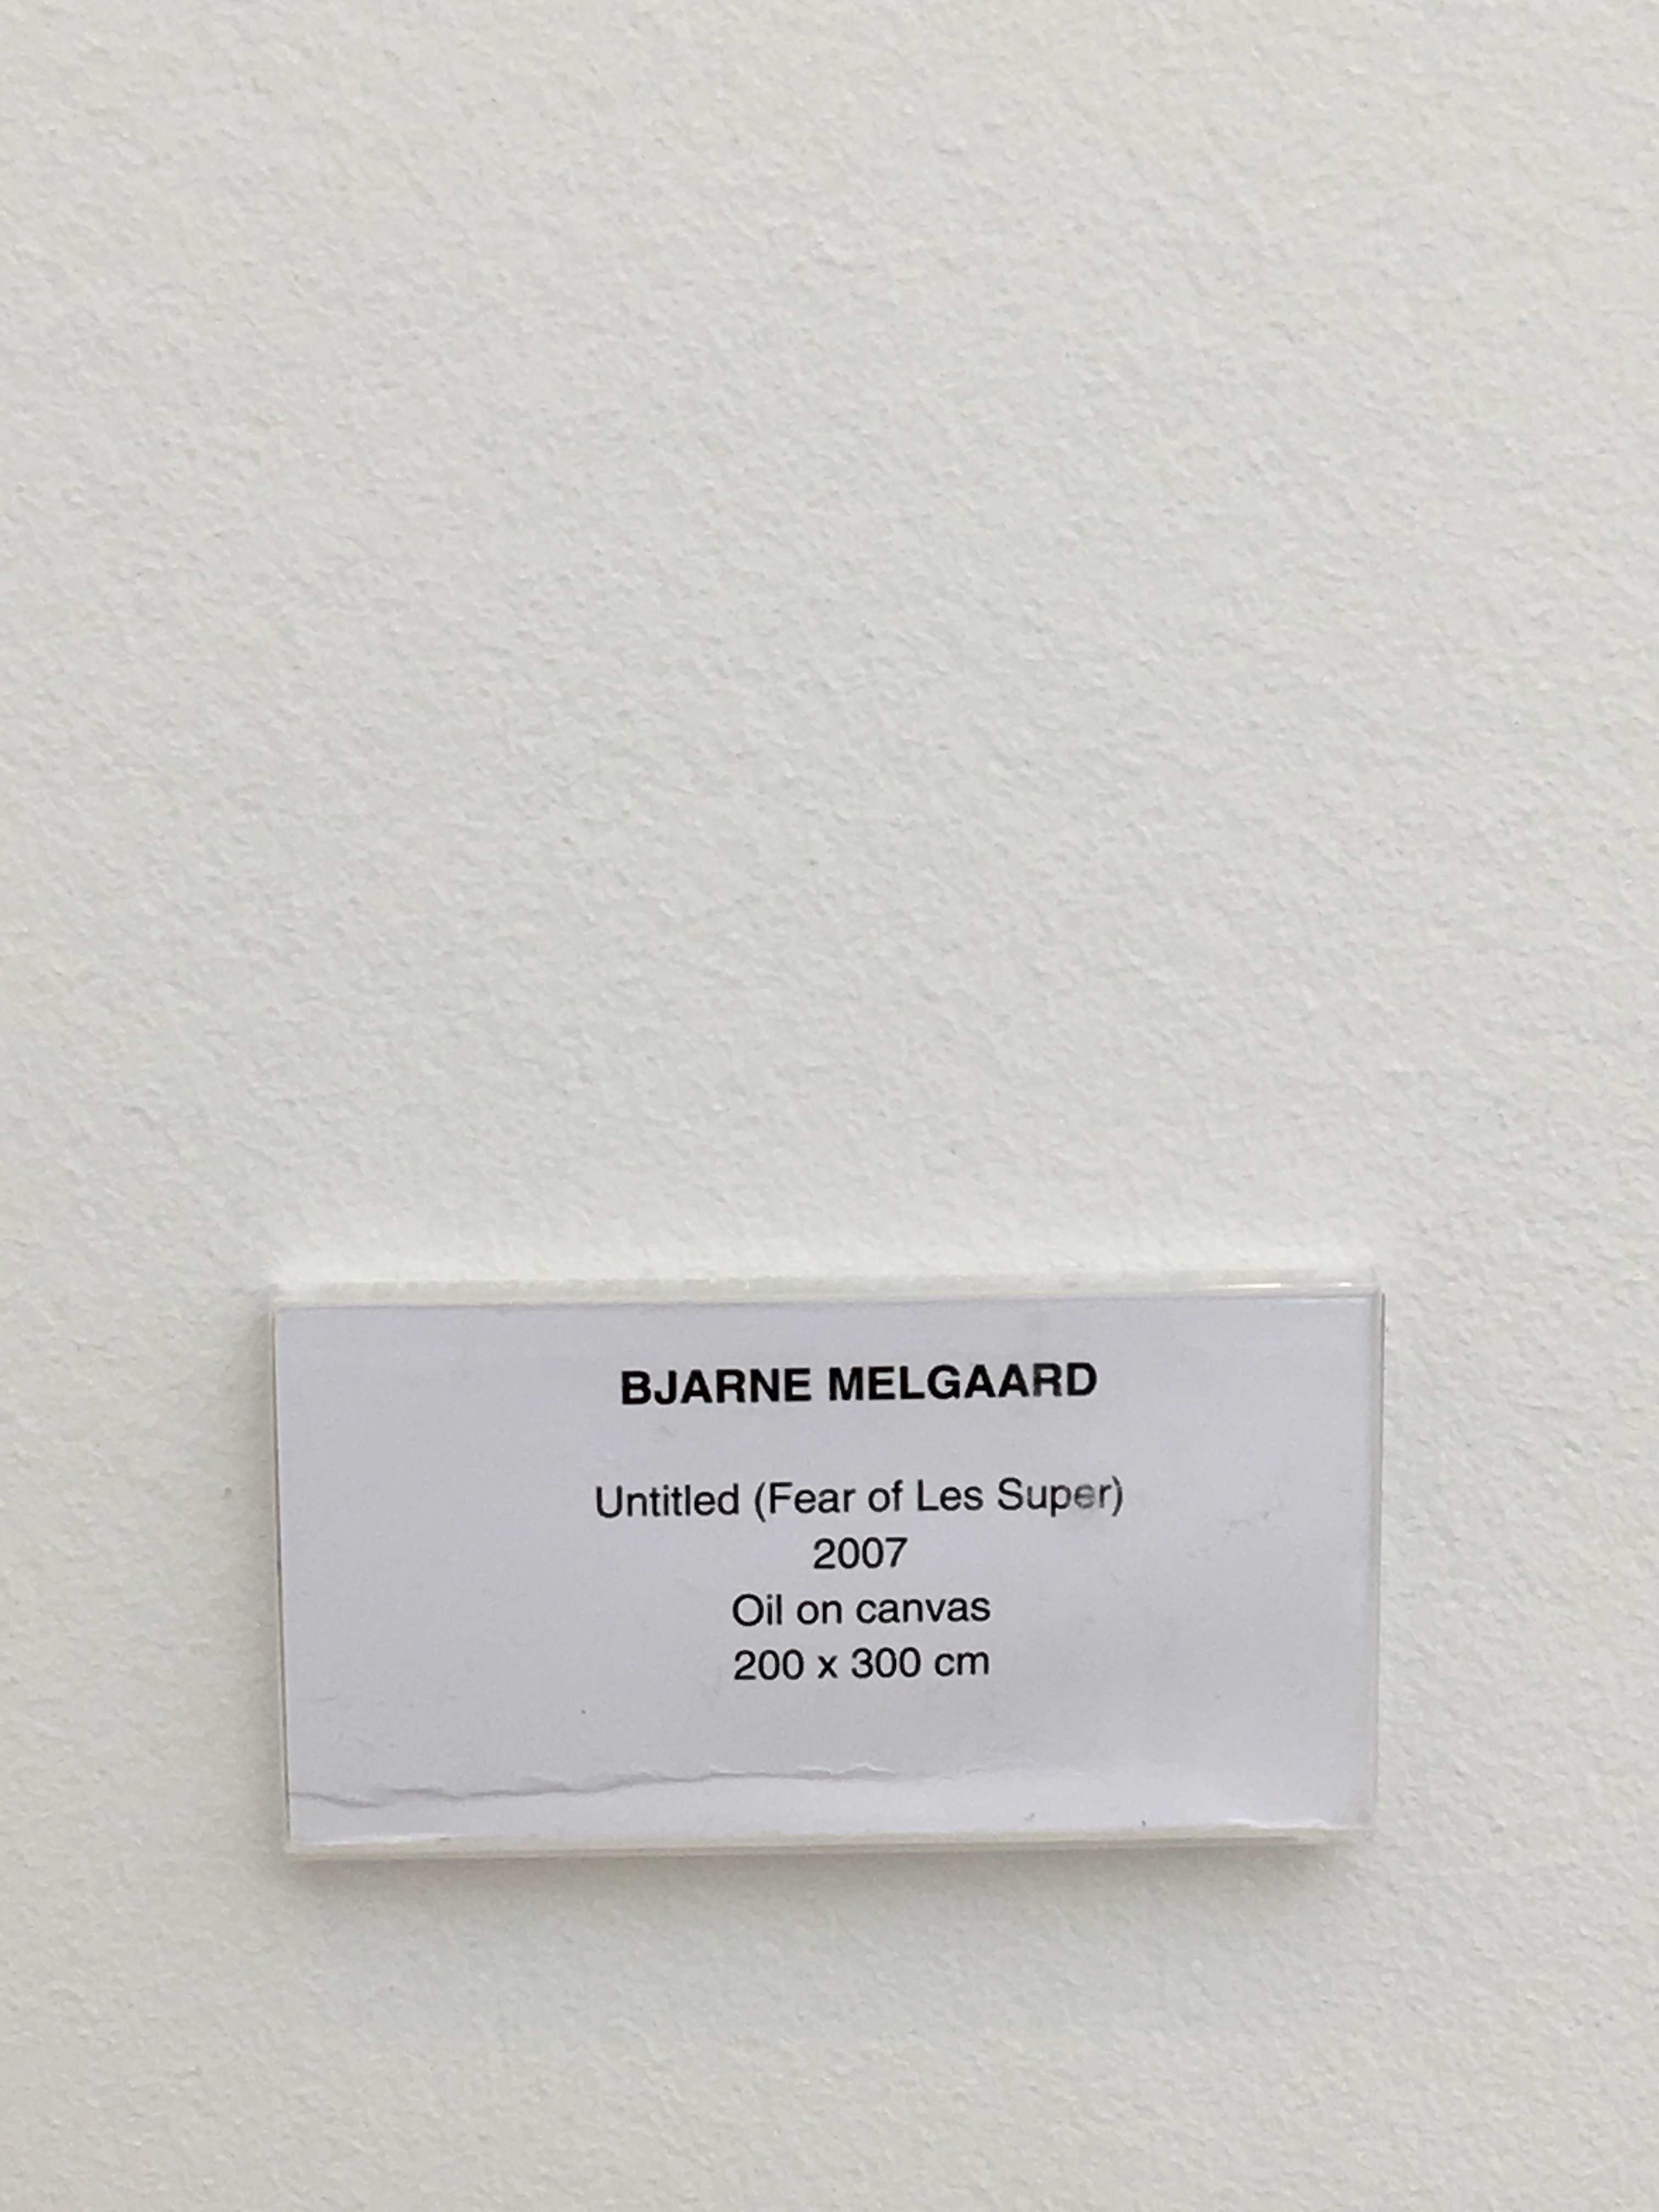 BJARNE MELGAARD
Untitled (Fear of Les Super)
2007
Oil on canvas
200 x 300 cm